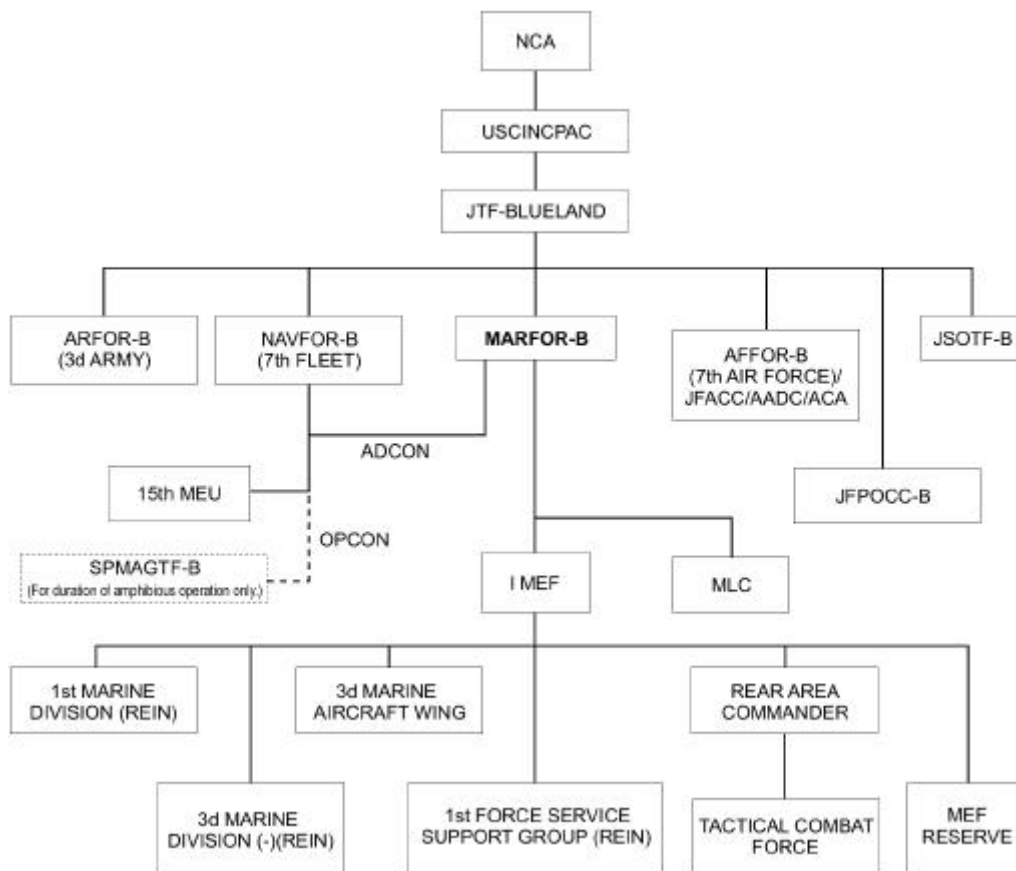 NCA
USCINCPAC
JTF-BLUELAND
ARFOR-B
(3d ARMY)
NAVFOR-B
(7th FLEET)
MARFOR-B
AFFOR-B
(7th AIR FORCE)/
JFACC/AADC/ACA
JSOTF-B
ADCON
15th MEU
JFPOCC-B
OPCON
SPMAGTF-B
(For duration of amphibious operation only.)
I MEF
MLC
1st MARINE
DIVISION (REIN)
3d MARINE
AIRCRAFT WING
REAR AREA
COMMANDER
3d MARINE
DIVISION (-)(REIN)
1st FORCE SERVICE
SUPPORT GROUP (REIN)
TACTICAL COMBAT
FORCE
MEF
RESERVE